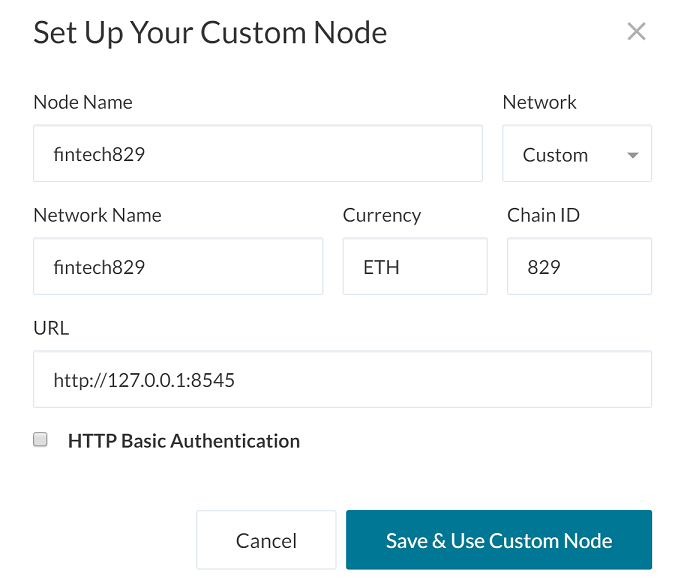 Set Up Your Custom Node
Node Name Network
fintech829 Custom
Network Name Currency Chain ID
fintech829 ETH 829
URL
http://127.0.0.1:8545
HTTP Basic Authentication
Cancel Save & Use Custom Node